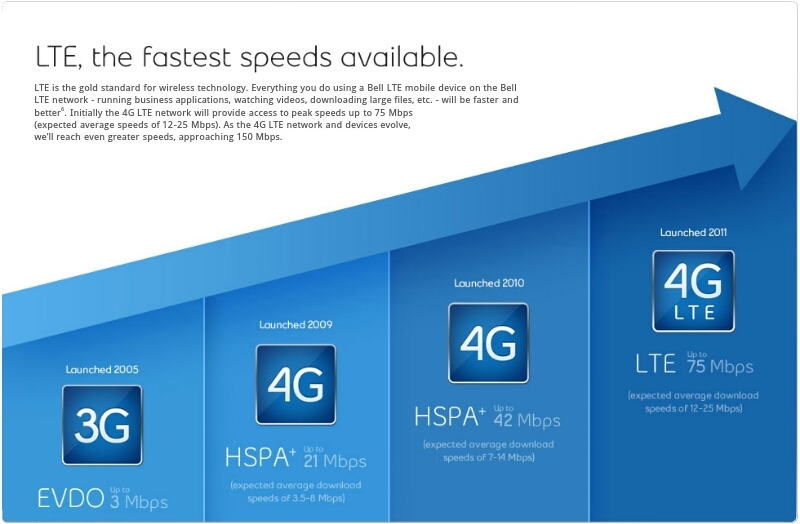 LTE, the fastest speeds available.
LTE is the gold standard for wireless technology. Everything you do using a Bell LTE mobile device on the Bell
LTE network - running business applications, watching videos, downloading large files, etc. - will be faster and
better⁶. Initially the 4G LTE network will provide access to peak speeds up to 75 Mbps
(expected average speeds of 12-25 Mbps). As the 4G LTE network and devices evolve,
we'll reach even greater speeds, approaching 150 Mbps.
Launched 2005
3G
EVDO Up to 3 Mbps
Launched 2009
4G
HSPA+ Up to 21 Mbps
(expected average download
speeds of 3.5-8 Mbps)
Launched 2010
4G
HSPA+ Up to 42 Mbps
(expected average download
speeds of 7-14 Mbps)
Launched 2011
4G
LTE
LTE Up to 75 Mbps
(expected average download
speeds of 12-25 Mbps)